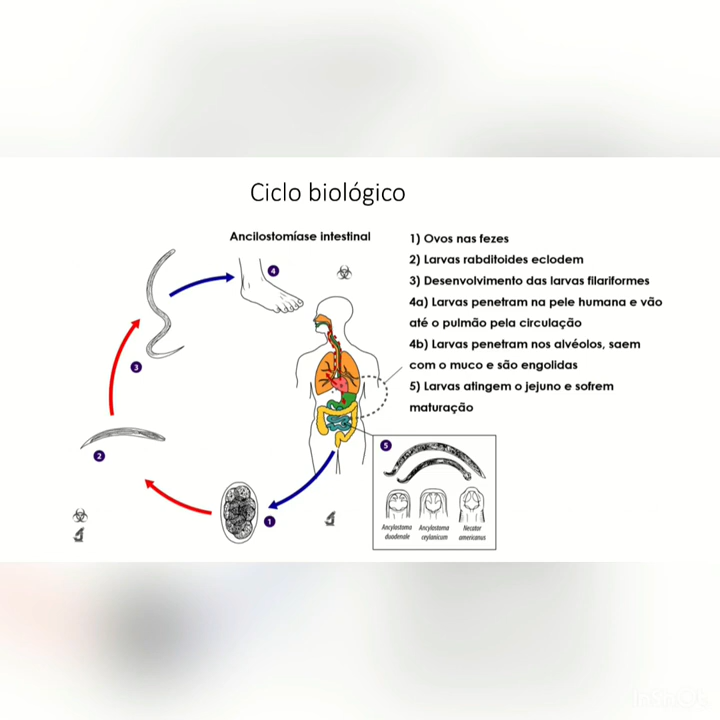 Ciclo biológico
Ancilostomíase intestinal
1) Ovos nas fezes
2) Larvas rabditoides eclodem
3) Desenvolvimento das larvas filariformes
4a) Larvas penetram na pele humana e vão
até o pulmão pela circulação
4b) Larvas penetram nos alvéolos, saem
com o muco e são engolidas
5) Larvas atingem o jejuno e sofrem
maturação
4
3
2
1
5
Ancylostoma
duodenale
Ancylostoma
ceylanicum
Necator
americanus